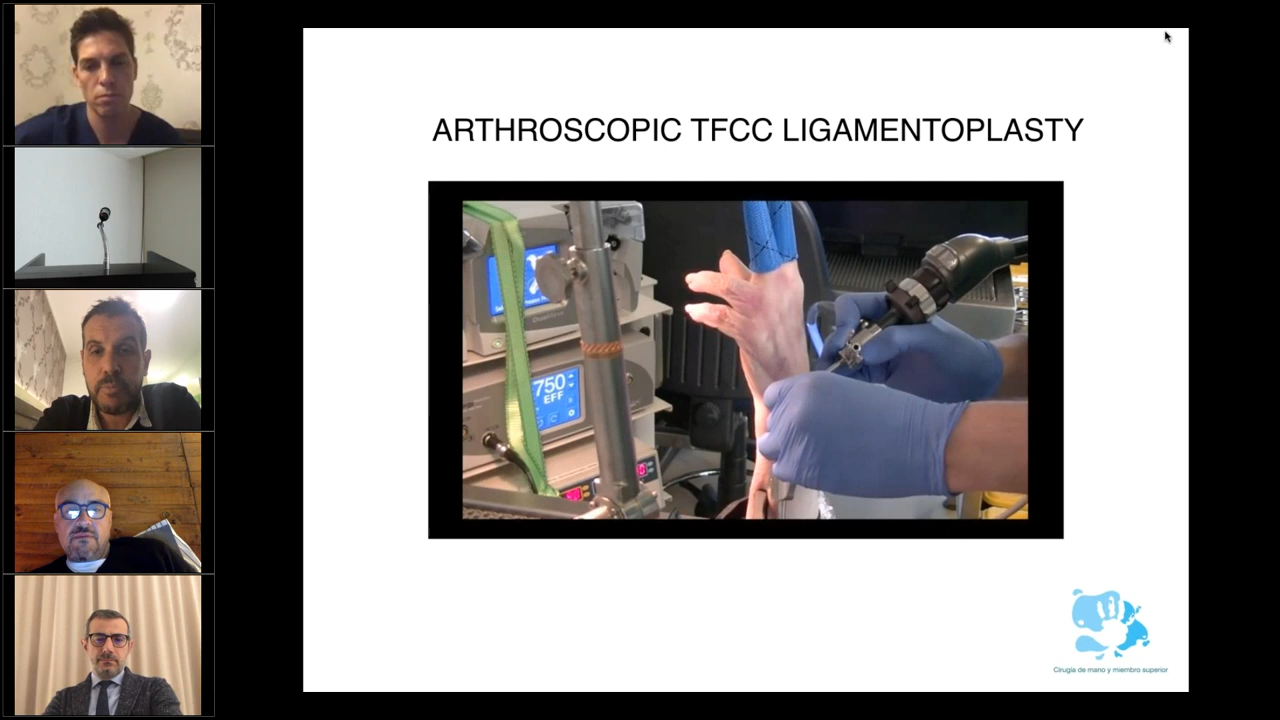 ARTHROSCOPIC TFCC LIGAMENTOPLASTY
750
EFF
Cirugía de mano y miembro superior